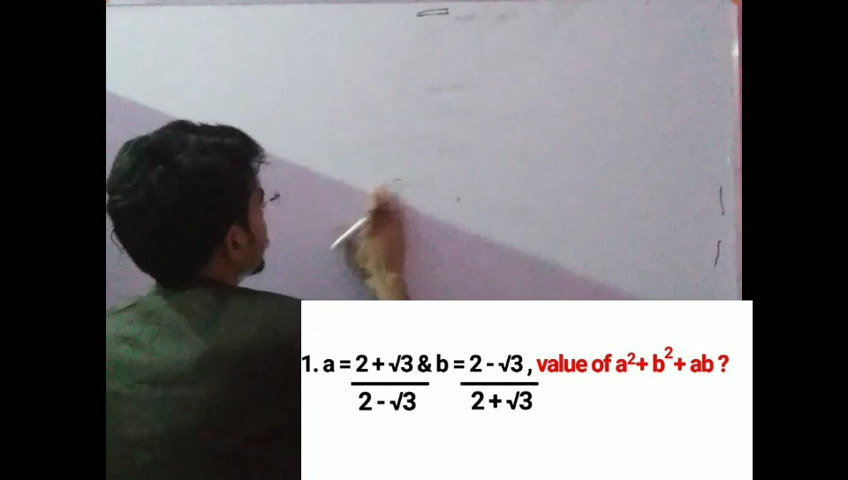 1. a = 2 + √3 & b = 2 - √3 , value of a²+ b²+ ab ?
2 - √3 2 + √3